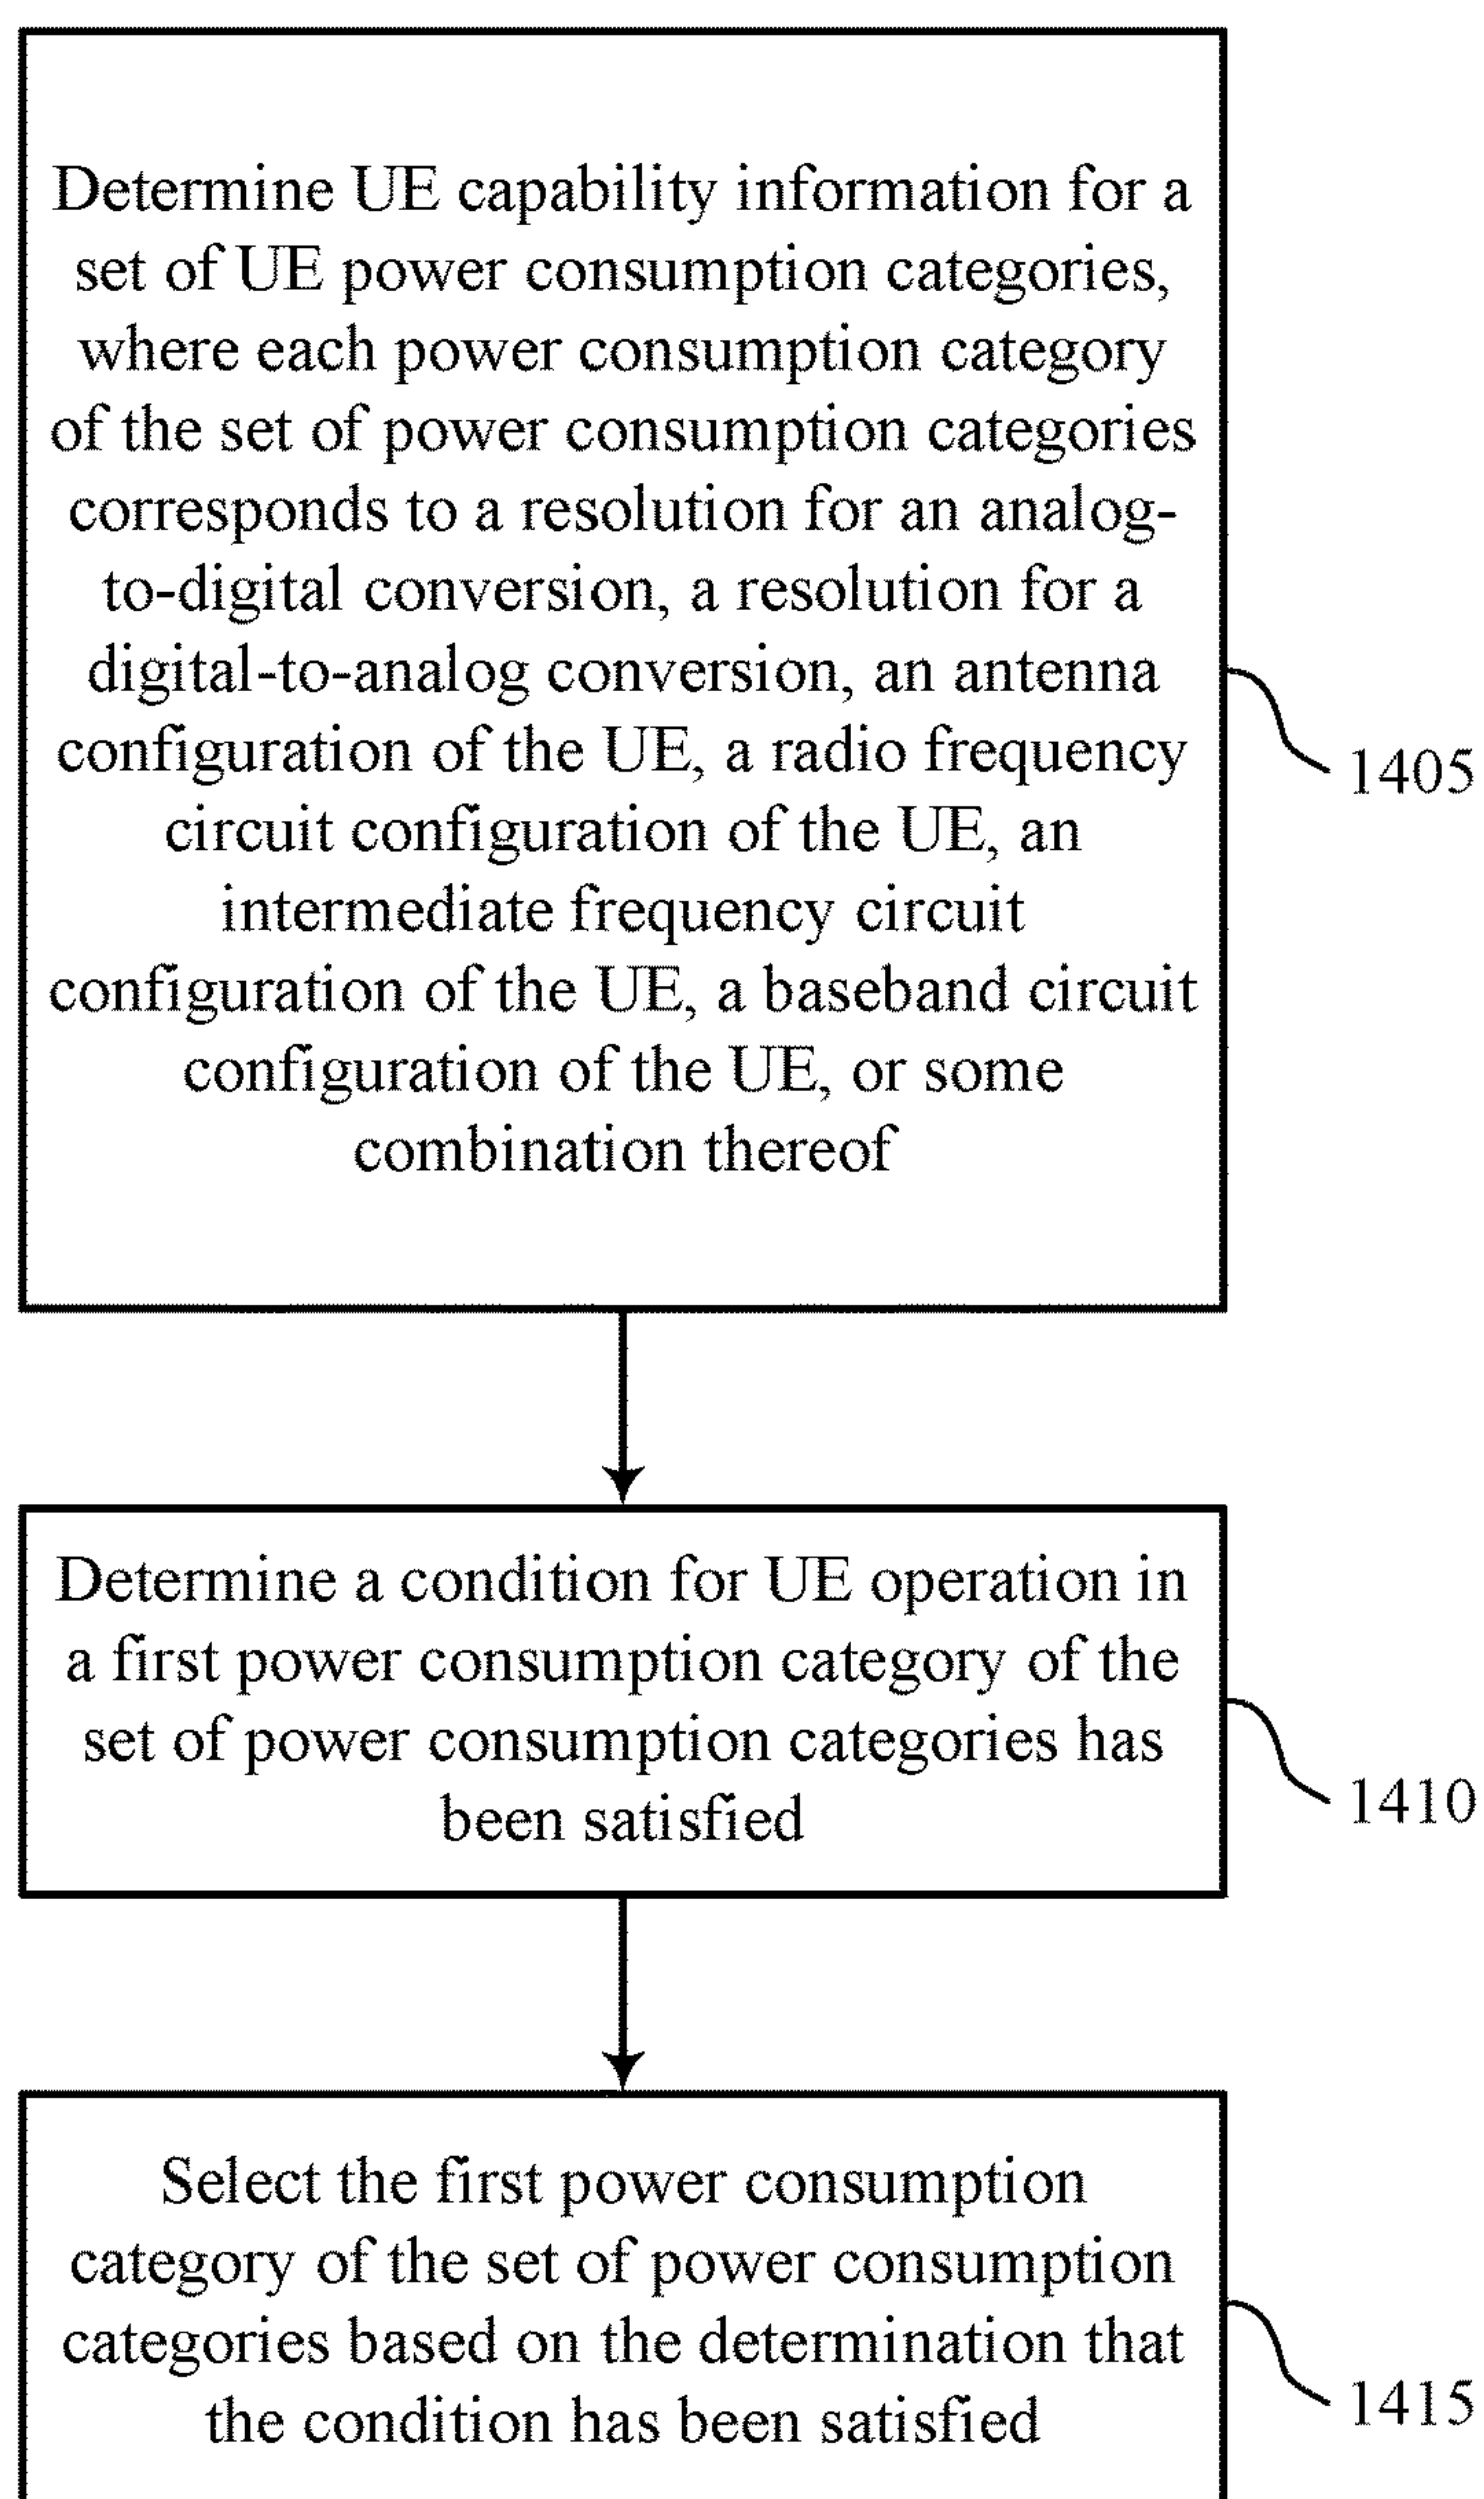 Determine UE capability information for a
set of UE power consumption categories,
where each power consumption category
of the set of power consumption categories
corresponds to a resolution for an analog-
to-digital conversion, a resolution for a
digital-to-analog conversion, an antenna
configuration of the UE, a radio frequency
circuit configuration of the UE, an
intermediate frequency circuit
configuration of the UE, a baseband circuit
configuration of the UE, or some
combination thereof
1405
Determine a condition for UE operation in
a first power consumption category of the
set of power consumption categories has
been satisfied
1410
Select the first power consumption
category of the set of power consumption
categories based on the determination that
the condition has been satisfied
1415